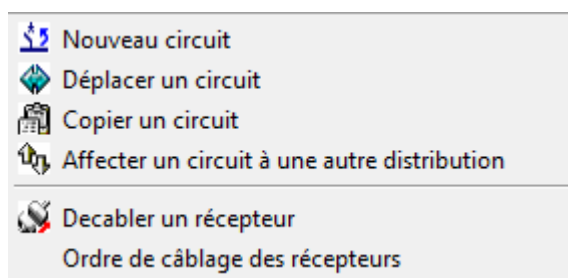 Nouveau circuit
Déplacer un circuit
Copier un circuit
Affecter un circuit à une autre distribution
Decabler un récepteur
Ordre de câblage des récepteurs